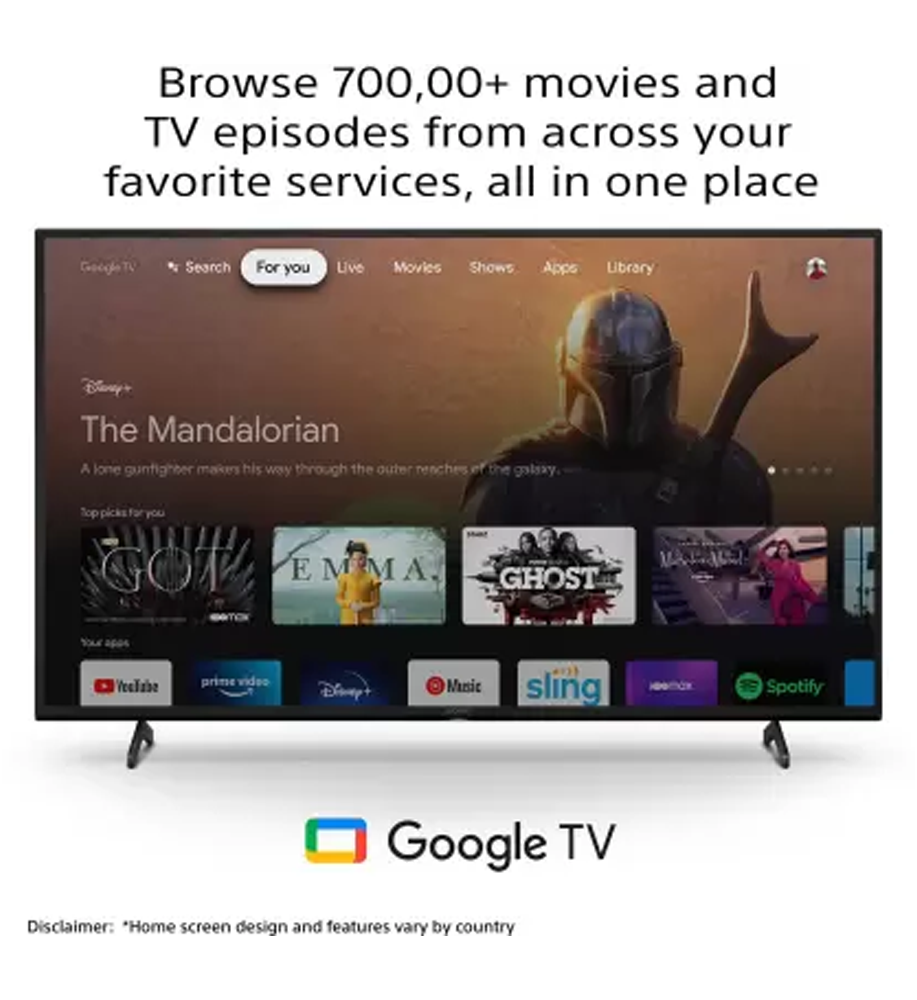 Browse 700,00+ movies and
TV episodes from across your
favorite services, all in one place
Google TV Search For you Live Movies Shows Apps Library
Disney+
The Mandalorian
A lone gunfighter makes his way through the outer reaches of the galaxy.
Top picks for you
GOT EMMA. GHOST
HBOMAX
Your apps
YouTube prime video Disney+ Music sling HBOMAX Spotify
Google TV
Disclaimer: *Home screen design and features vary by country